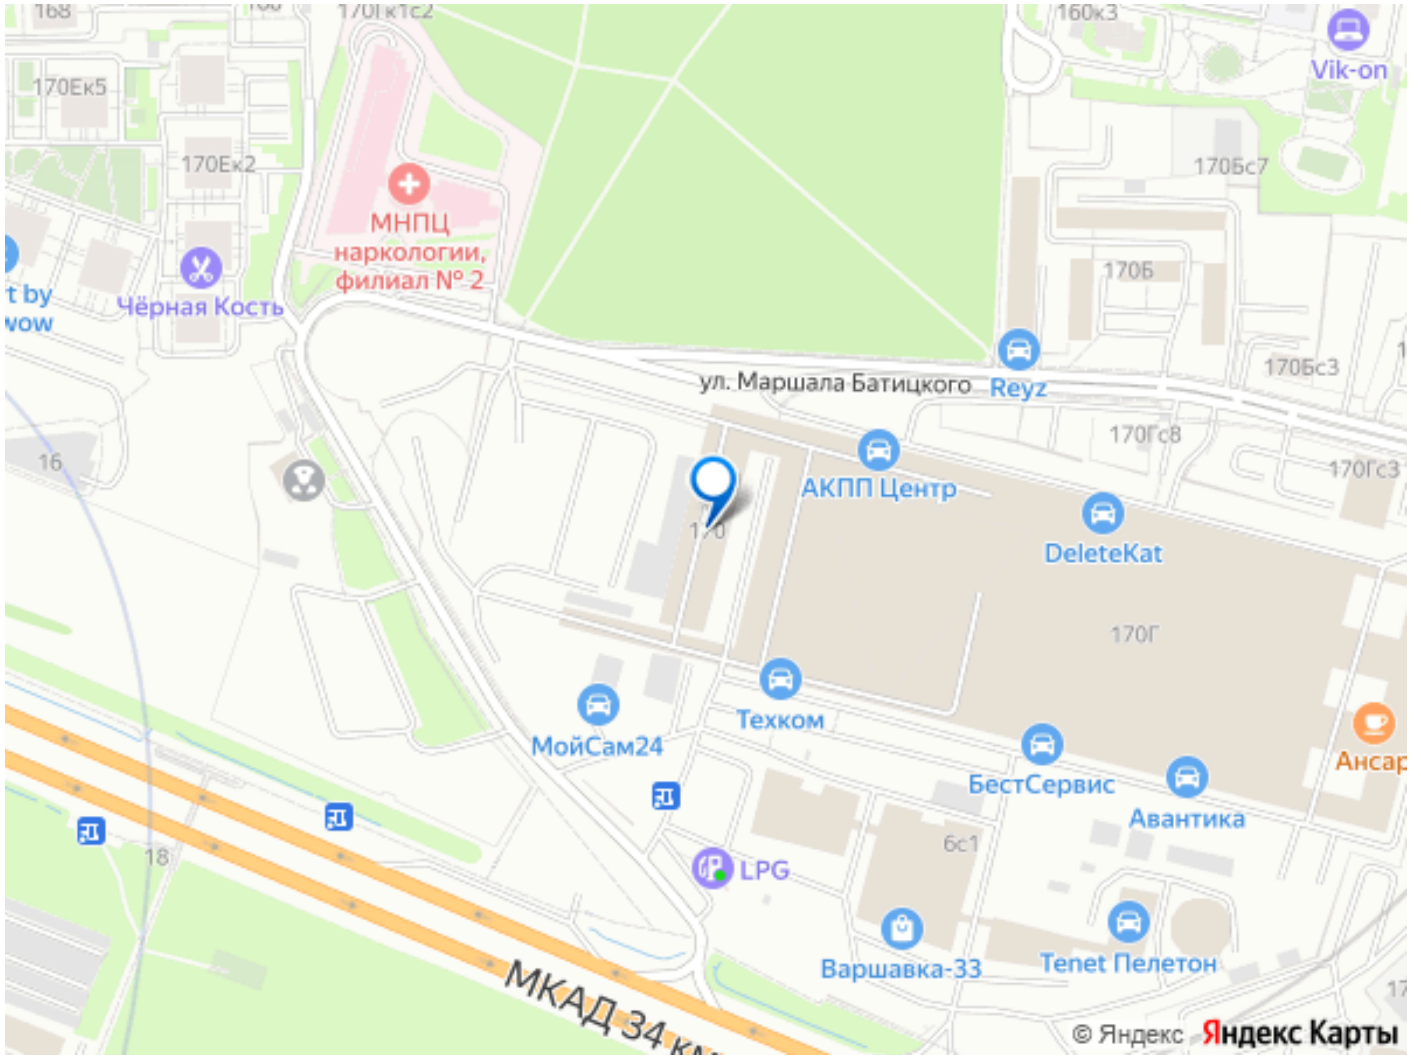 168
170Гк1с2
160к3
Vik-on
170Ек5
170Ек2
170Бс7
МНПЦ
наркологии,
филиал № 2
170Б
Чёрная Кость
t by
wow
170Бс3
ул. Маршала Батицкого
Reyz
170Гс8
16
170Гс3
АКПП Центр
170
DeleteKat
170Г
Техком
МойСам24
БестСервис
Ансар
Авантика
6с1
18
LPG
Варшавка-33
Tenet Пелетон
МКАД 34 км
© Яндекс Яндекс Карты